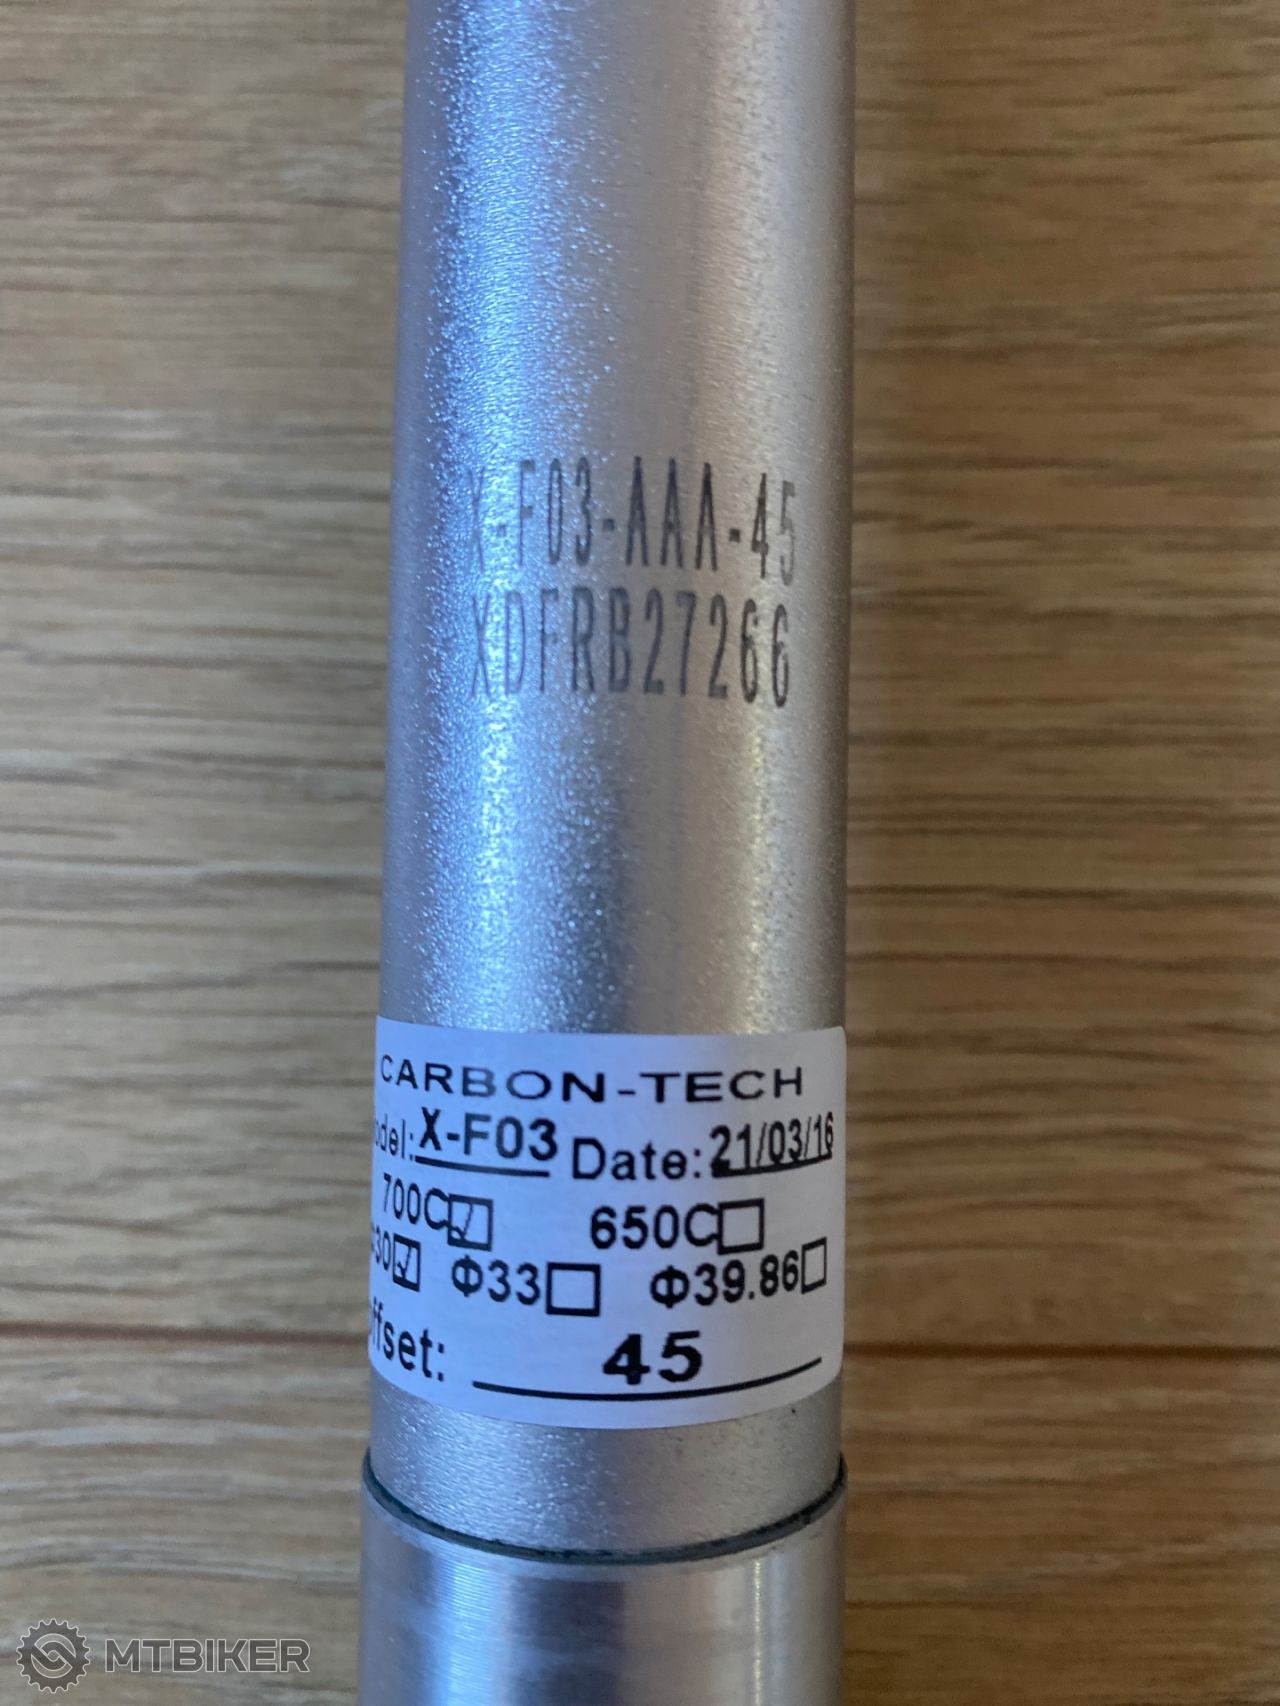 X-F03-AAA-45
XDFRB27266
CARBON-TECH
X-F03 Date: 21/03/16
700C 650C
Φ33 Φ39.86
45
MTBIKER